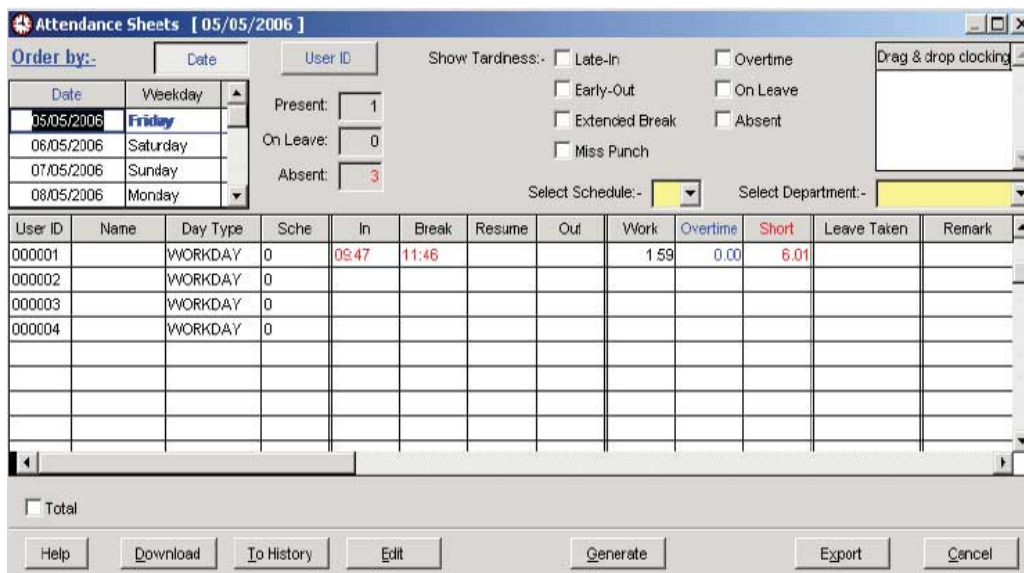 Attendance Sheets [ 05/05/2006 ]
Order by:- Date User ID Show Tardiness:- Late-In Overtime Drag & drop clocking
Date Weekday Early-Out On Leave
05/05/2006 Friday Present: 1 Extended Break Absent
06/05/2006 Saturday On Leave: 0 Miss Punch
07/05/2006 Sunday Absent: 3
08/05/2006 Monday Select Schedule:- Select Department:-
User ID Name Day Type Sche In Break Resume Out Work Overtime Short Leave Taken Remark
000001 WORKDAY 0 09:47 11:46 1.59 0.00 6.01
000002 WORKDAY 0
000003 WORKDAY 0
000004 WORKDAY 0
Total
Help Download To History Edit Generate Export Cancel